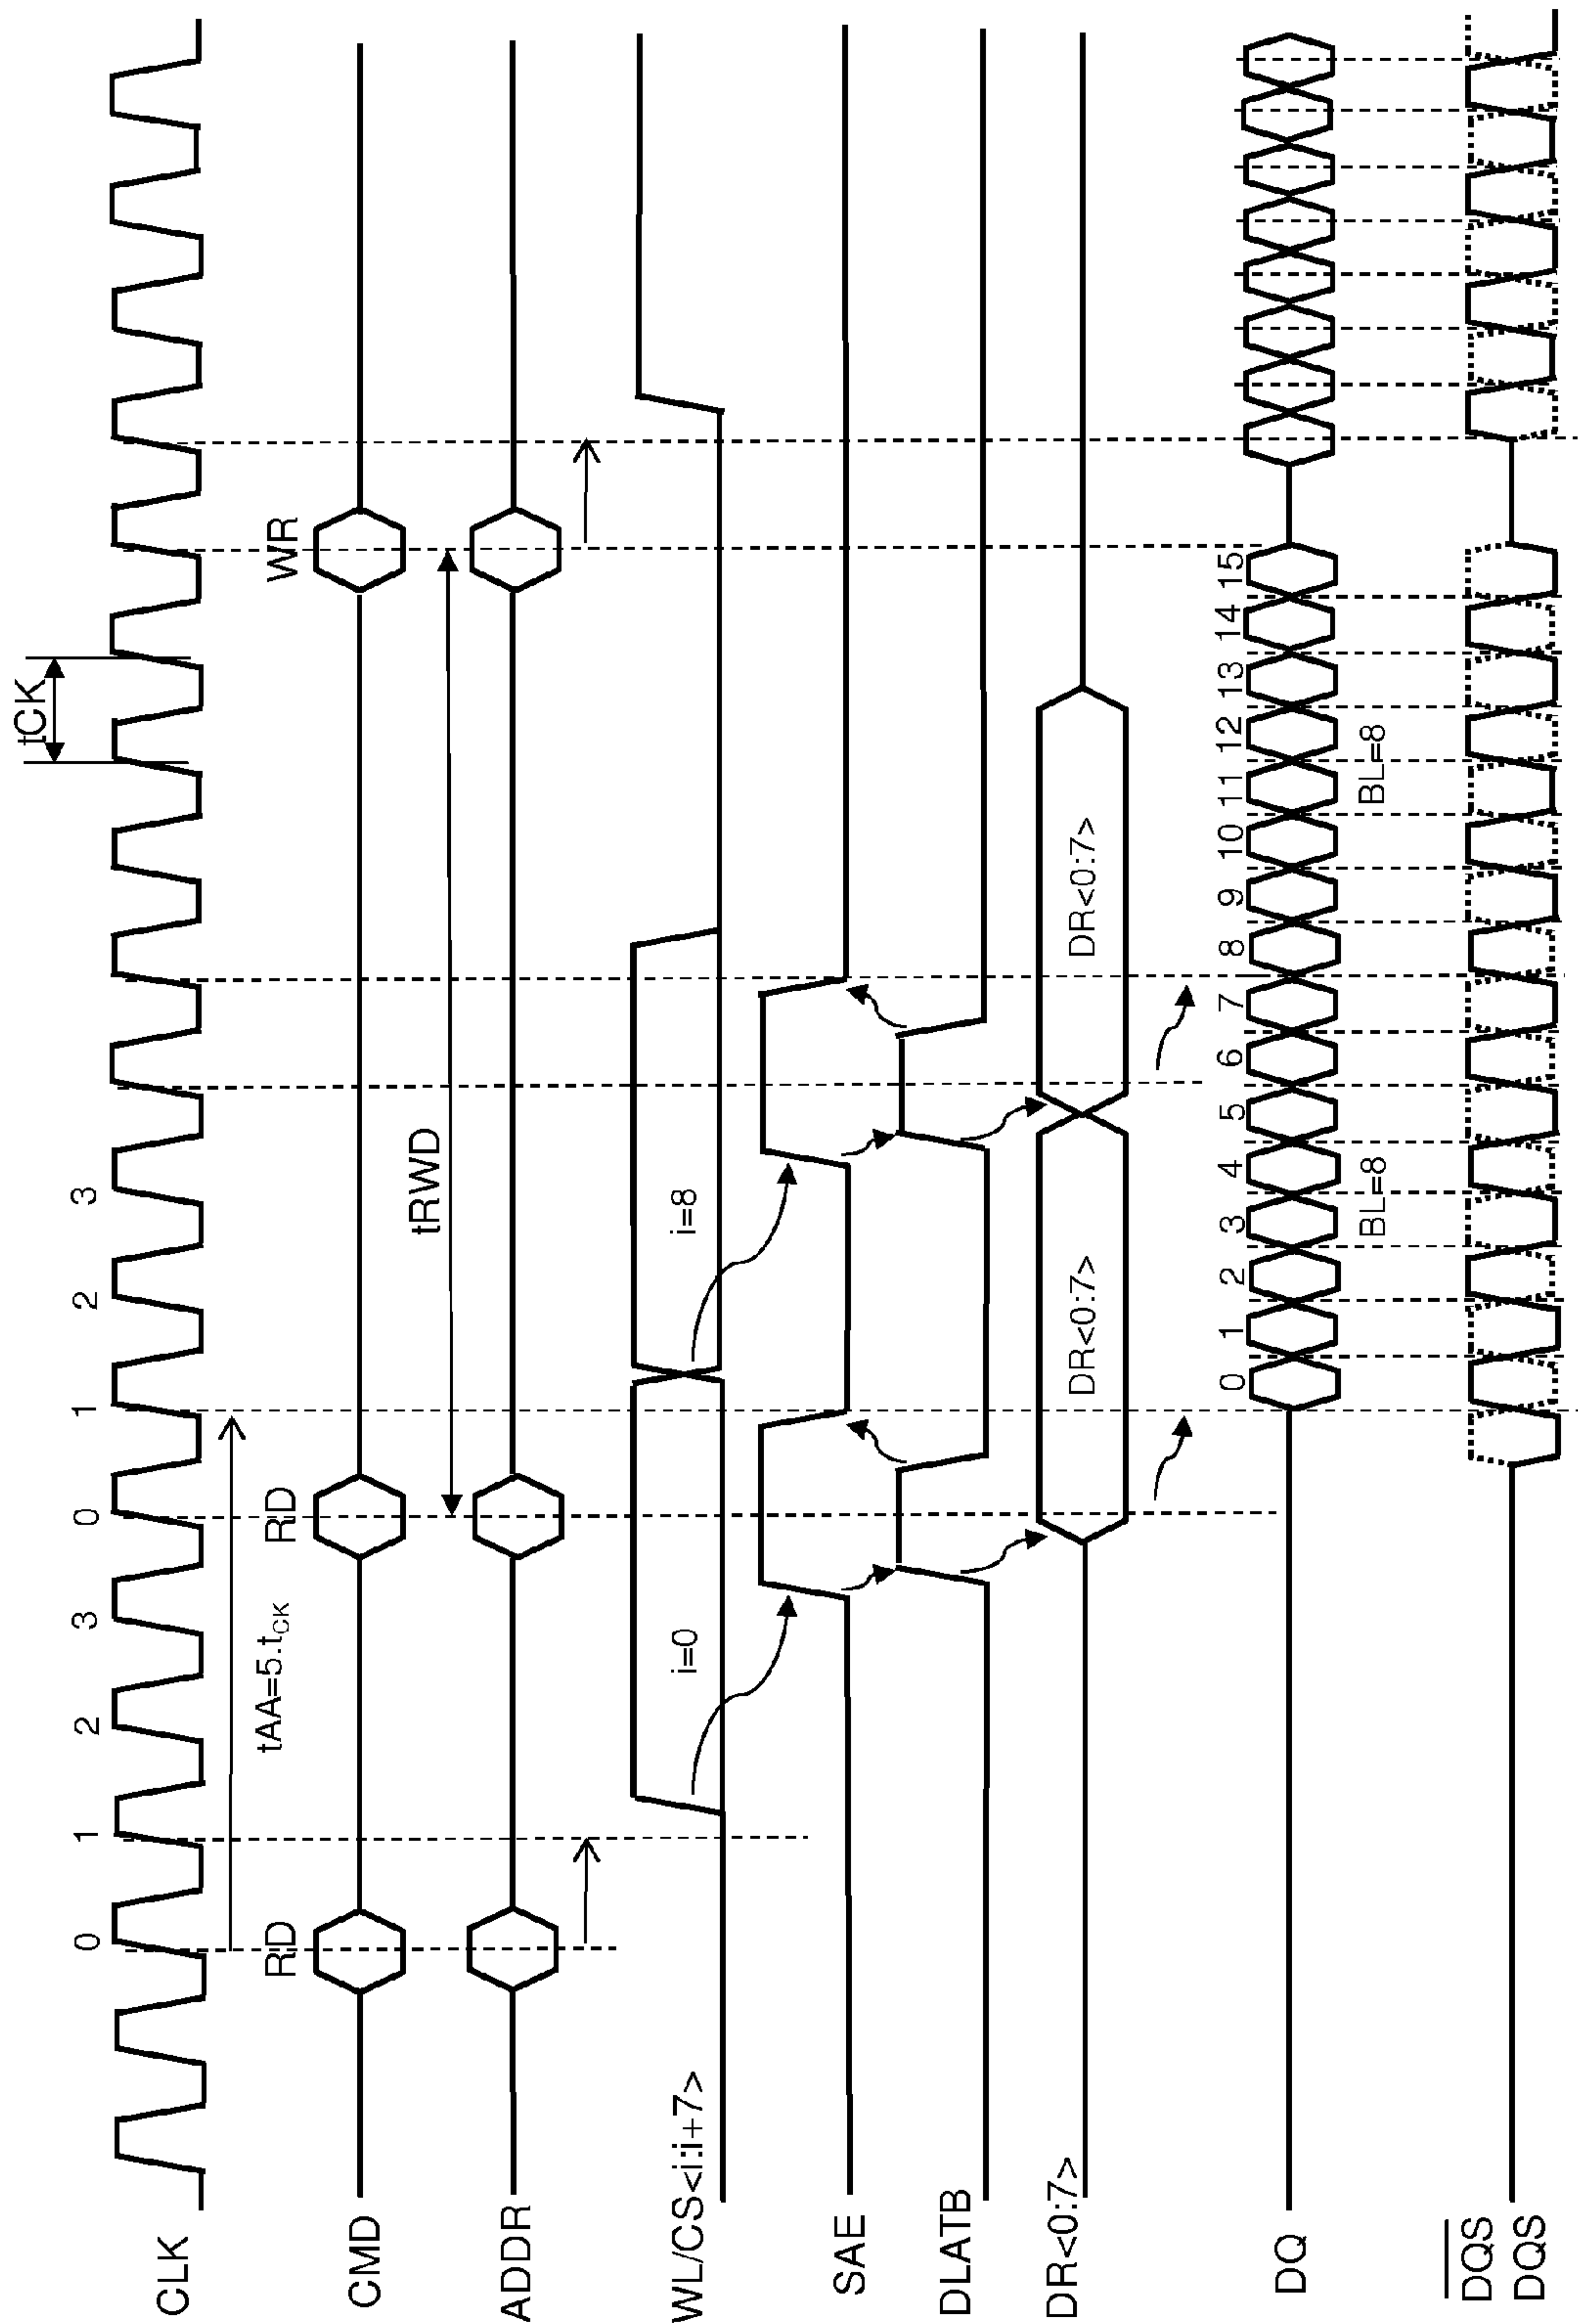 tCK
CLK 0 1 2 3 0 1 2 3
tAA=5.tCK
CMD RD RD WR
tRWD
ADDR
WL/CS<i:i+7> i=0 i=8
SAE
DLATB
DR<0:7> DR<0:7> DR<0:7>
0 1 2 3 4 5 6 7 8 9 10 11 12 13 14 15
DQ
BL=8 BL=8
DQS
DQS